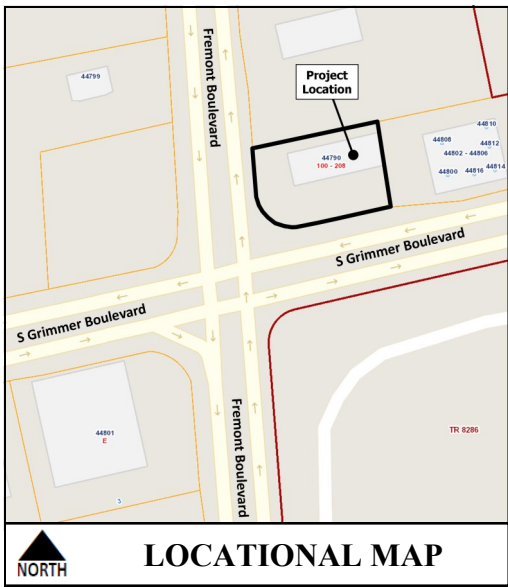 Fremont Boulevard
44799
Project
Location
44790
100 - 208
44810
44808
44812
44802 - 44806
44800
44816
44814
S Grimmer Boulevard
S Grimmer Boulevard
44801
E
Fremont Boulevard
TR 8286
3
NORTH
LOCATIONAL MAP